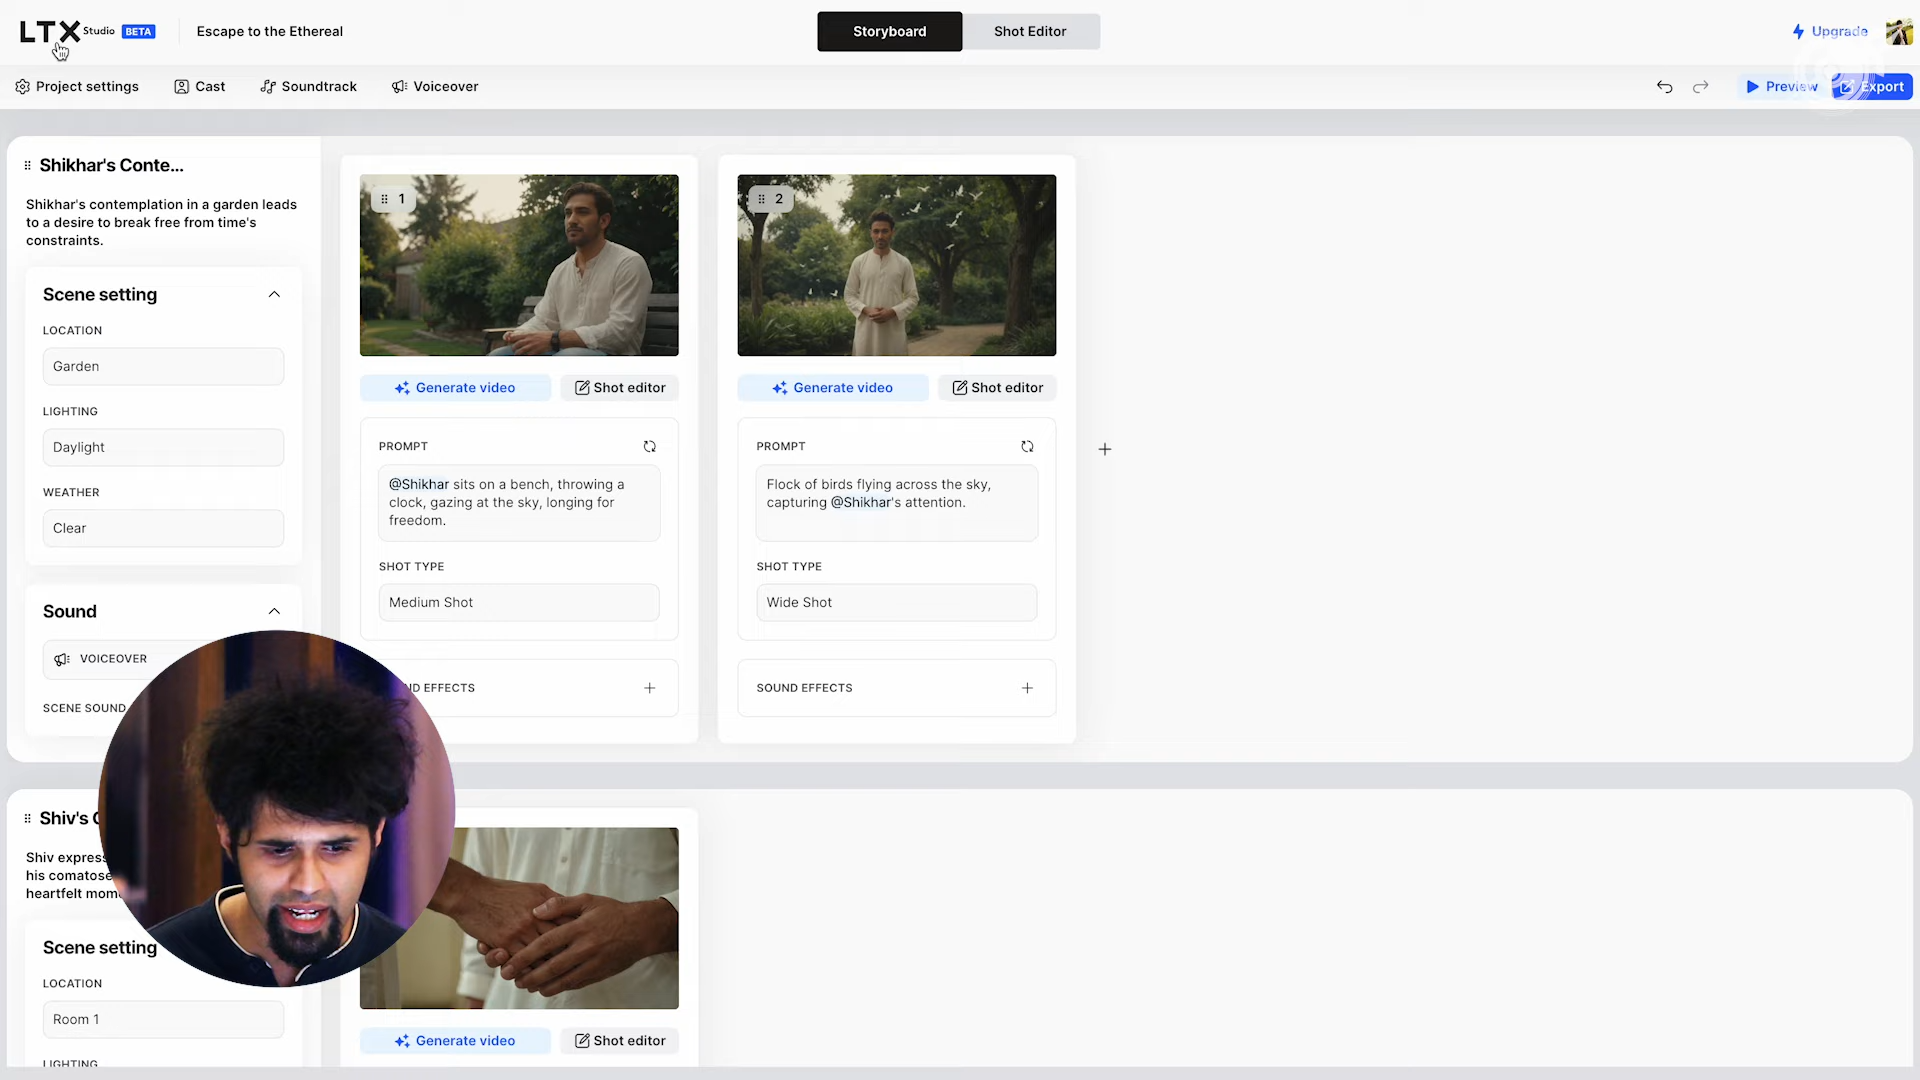 LTX Studio BETA
Escape to the Ethereal
Storyboard
Shot Editor
Upgrade
Project settings
Cast
Soundtrack
Voiceover
Preview
Export
Shikhar's Conte...
Shikhar's contemplation in a garden leads
to a desire to break free from time's
constraints.
Scene setting
LOCATION
Garden
LIGHTING
Daylight
WEATHER
Clear
Sound
VOICEOVER
SCENE SOUND
1
Generate video
Shot editor
PROMPT
@Shikhar sits on a bench, throwing a
clock, gazing at the sky, longing for
freedom.
SHOT TYPE
Medium Shot
EFFECTS
2
Generate video
Shot editor
PROMPT
Flock of birds flying across the sky,
capturing @Shikhar's attention.
SHOT TYPE
Wide Shot
SOUND EFFECTS
Shiv's
Shiv
his comatose
heartfelt
Scene setting
LOCATION
Room 1
LIGHTING
Generate video
Shot editor